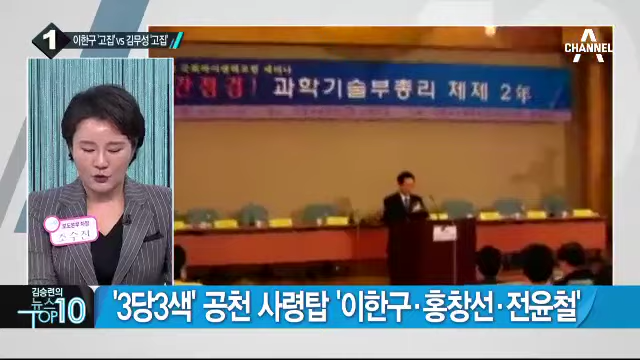 1 이한구 '고집' vs 김무성 '고집'
CHANNEL A
과학기술부총리 체제 2年
김승련의
뉴스
TOP10
'3당3색' 공천 사령탑 '이한구·홍창선·전윤철'